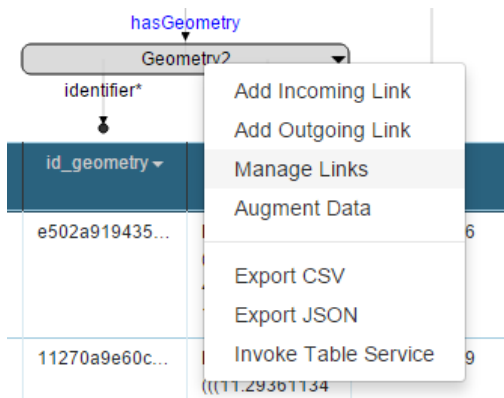 hasGeometry
Geometry2
identifier*
Add Incoming Link
Add Outgoing Link
id_geometry
Manage Links
Augment Data
e502a919435...
6
Export CSV
Export JSON
11270a9e60c...
Invoke Table Service
9
(((11.29361134